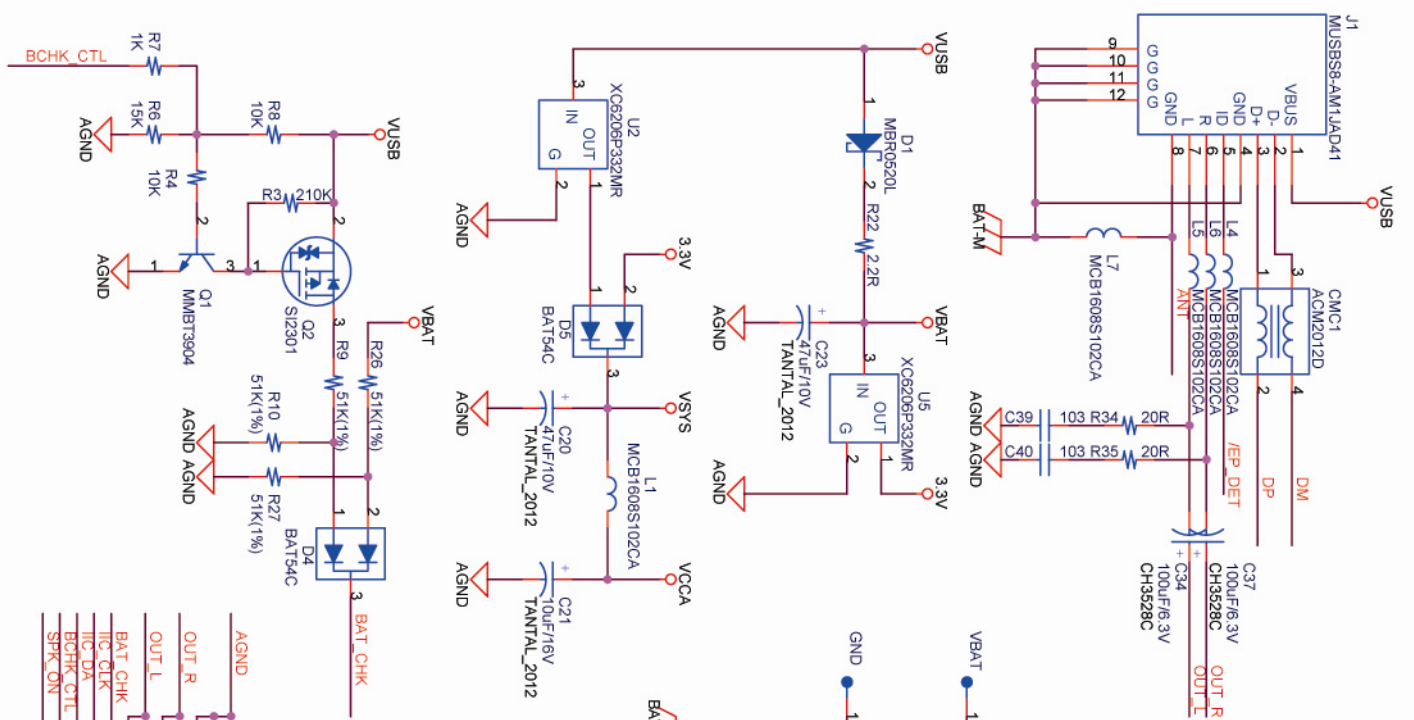 J1
MUSBS8-AM1JAD41
9
10
11
12
G
G
G
G
GND
L
R
ID
GND
D+
D-
VBUS
8
7
6
5
4
3
2
1
VUSB
BAT-M
L7
MCB1608S102CA
L5
L6
L4
MCB1608S102CA
MCB1608S102CA
MCB1608S102CA
ANT
CMC1
ACM2012D
1
3
2
4
AGND
C39
103
R34
20R
AGND
C40
103
R35
20R
/EP_DET
DP
DM
C37
100uF/6.3V
CH3528C
C34
100uF/6.3V
CH3528C
+
+
OUT_R
OUT_L
VUSB
1
D1
MBR0520L
2
R22
2.2R
VBAT
C23
47uF/10V
TANTAL_2012
+
AGND
U5
XC6206P332MR
3
IN
OUT
G
2
1
AGND
3.3V
VBAT
GND
1
1
U2
XC6206P332MR
3
IN
OUT
G
2
1
AGND
3.3V
1
2
D5
BAT54C
3
VSYS
C20
47uF/10V
TANTAL_2012
+
AGND
L1
MCB1608S102CA
VCCA
C21
10uF/16V
TANTAL_2012
+
AGND
BCHK_CTL
R7
1K
R6
15K
AGND
R8
10K
VUSB
R4
10K
R3
210K
2
1
3
Q1
MMBT3904
AGND
1
2
3
Q2
SI2301
VBAT
R9
51K(1%)
R26
51K(1%)
R10
51K(1%)
AGND
R27
51K(1%)
AGND
1
2
D4
BAT54C
3
BAT_CHK
AGND
OUT_R
OUT_L
BAT_CHK
IIC_CLK
IIC_DA
BCHK_CTL
SPK_ON